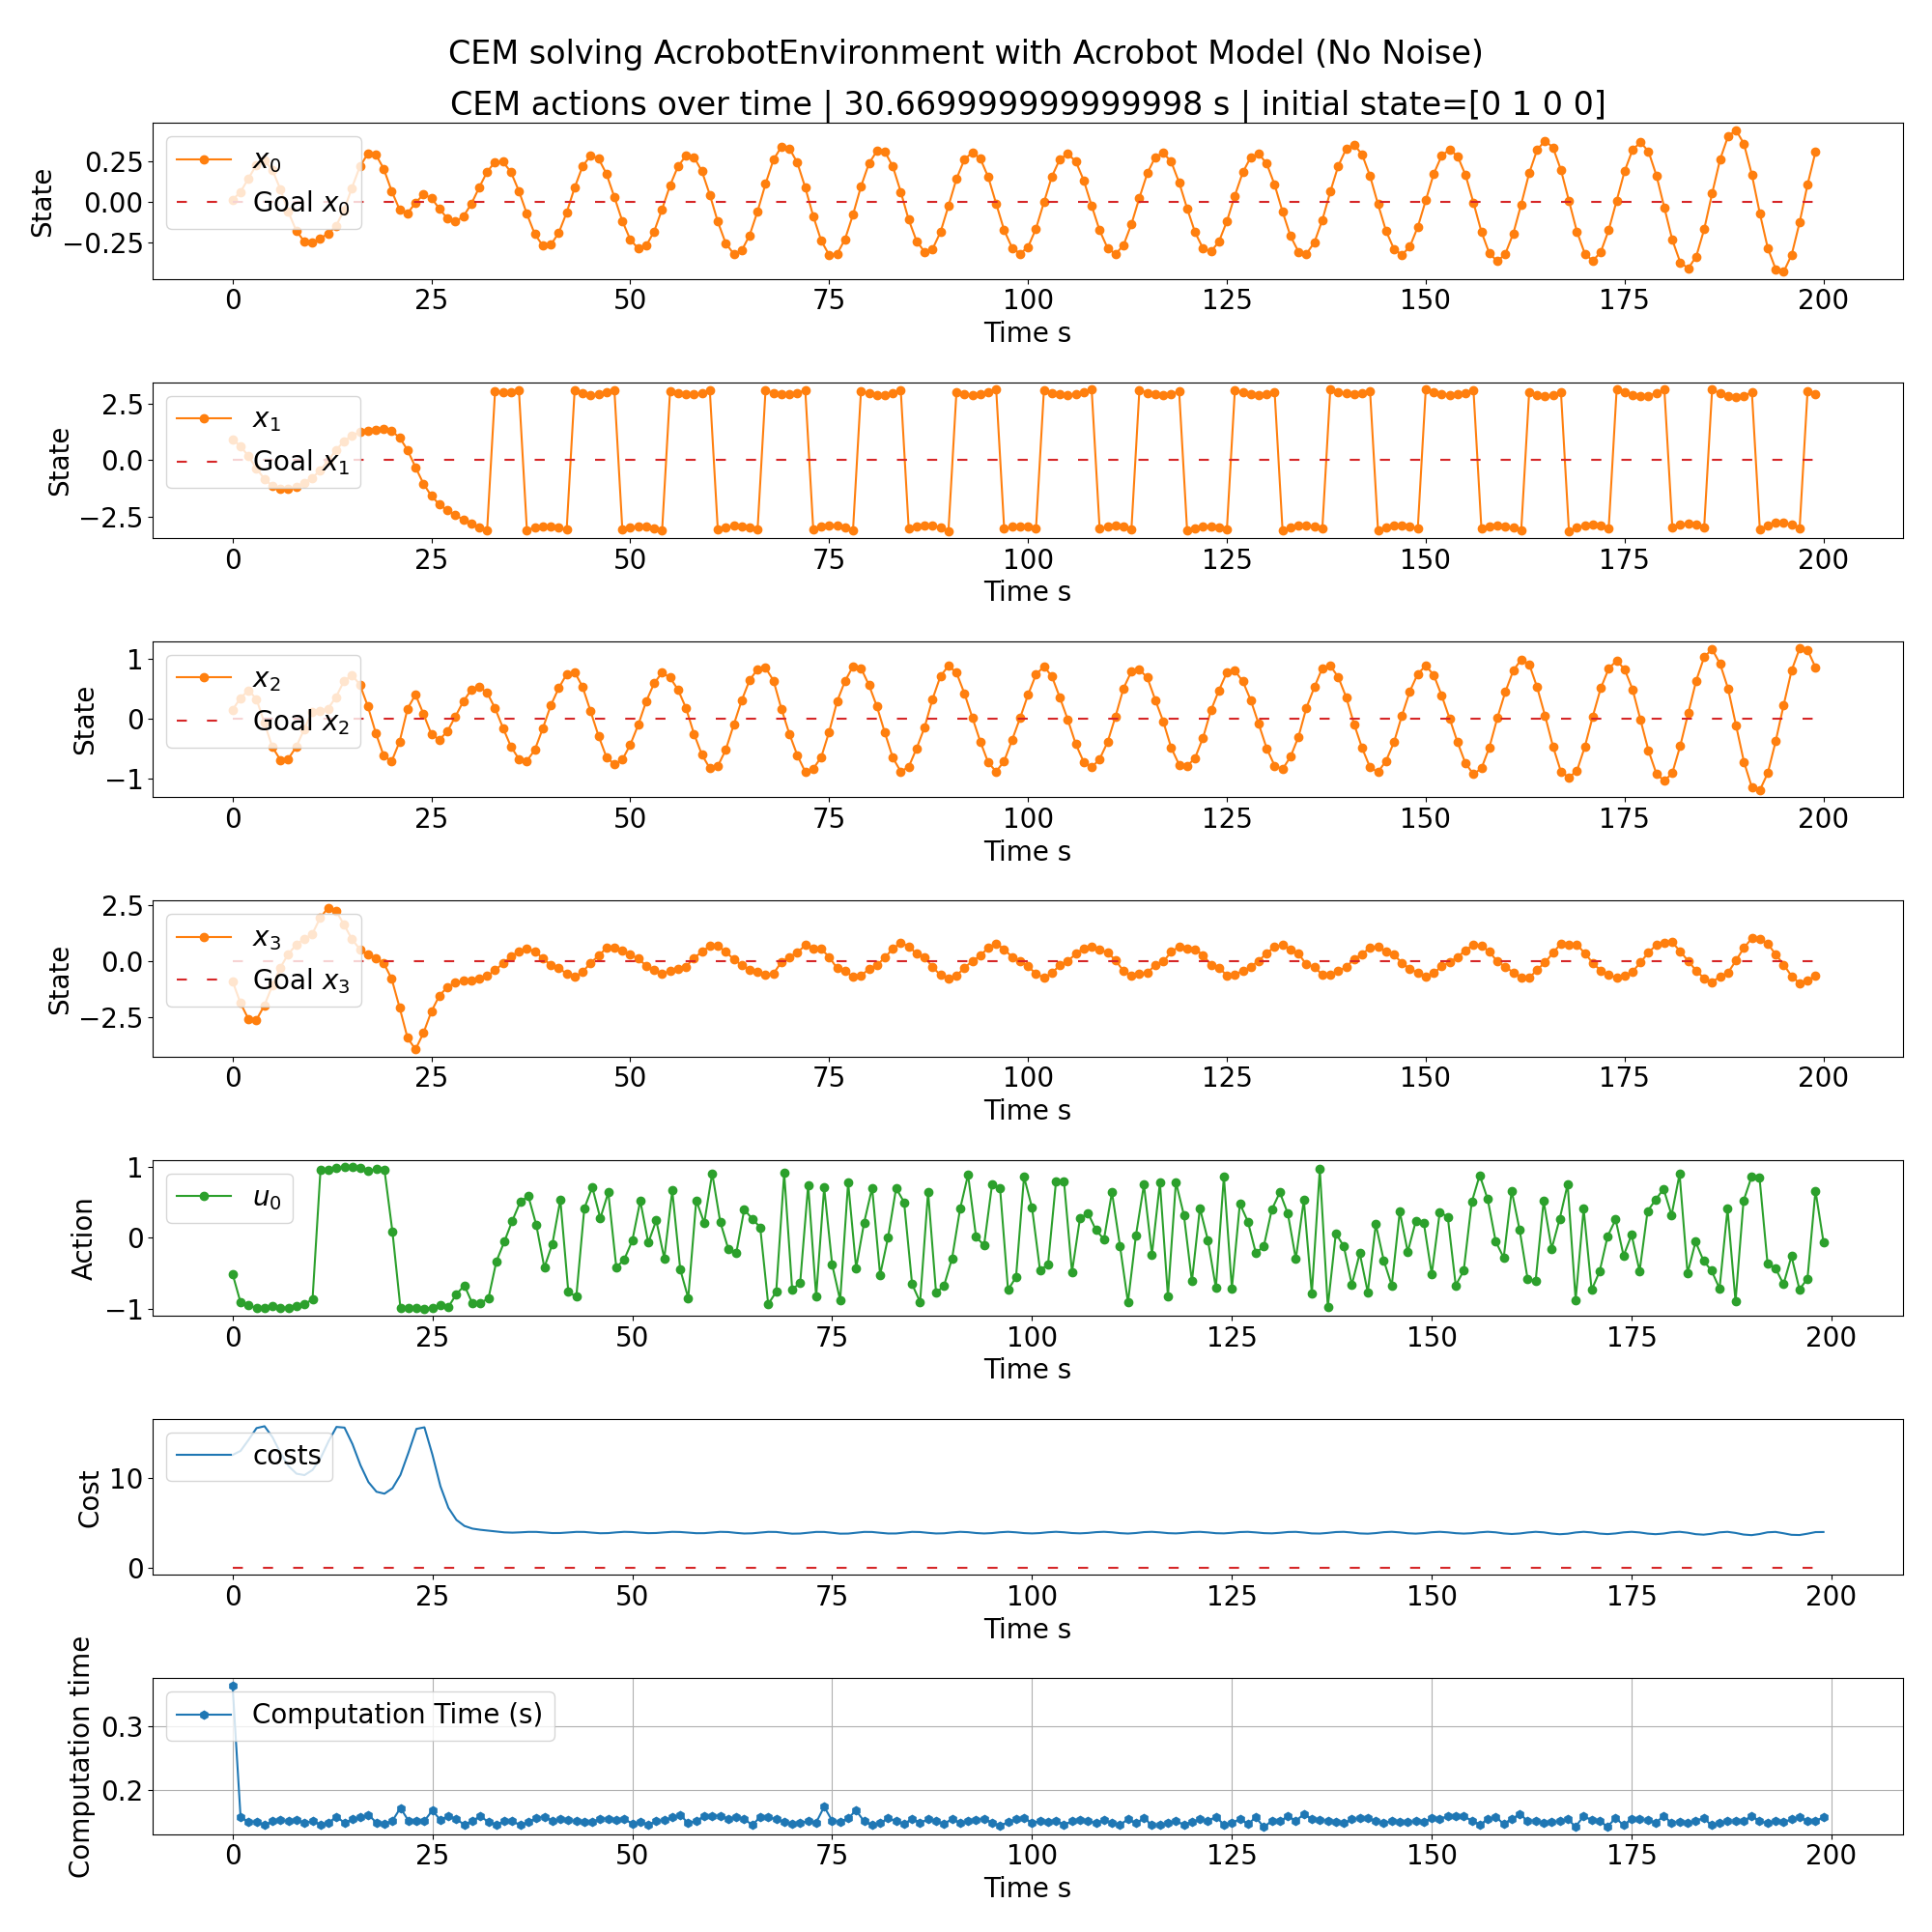 CEM solving AcrobotEnvironment with Acrobot Model (No Noise)
CEM actions over time | 30.669999999999998 s | initial state=[0 1 0 0]
State
0.25
0.00
−0.25
x0
Goal x0
0 25 50 75 100 125 150 175 200
Time s
State
2.5
0.0
−2.5
x1
Goal x1
0 25 50 75 100 125 150 175 200
Time s
State
1
0
−1
x2
Goal x2
0 25 50 75 100 125 150 175 200
Time s
State
2.5
0.0
−2.5
x3
Goal x3
0 25 50 75 100 125 150 175 200
Time s
Action
1
0
−1
u0
0 25 50 75 100 125 150 175 200
Time s
Cost
10
0
costs
0 25 50 75 100 125 150 175 200
Time s
Computation time
0.3
0.2
Computation Time (s)
0 25 50 75 100 125 150 175 200
Time s